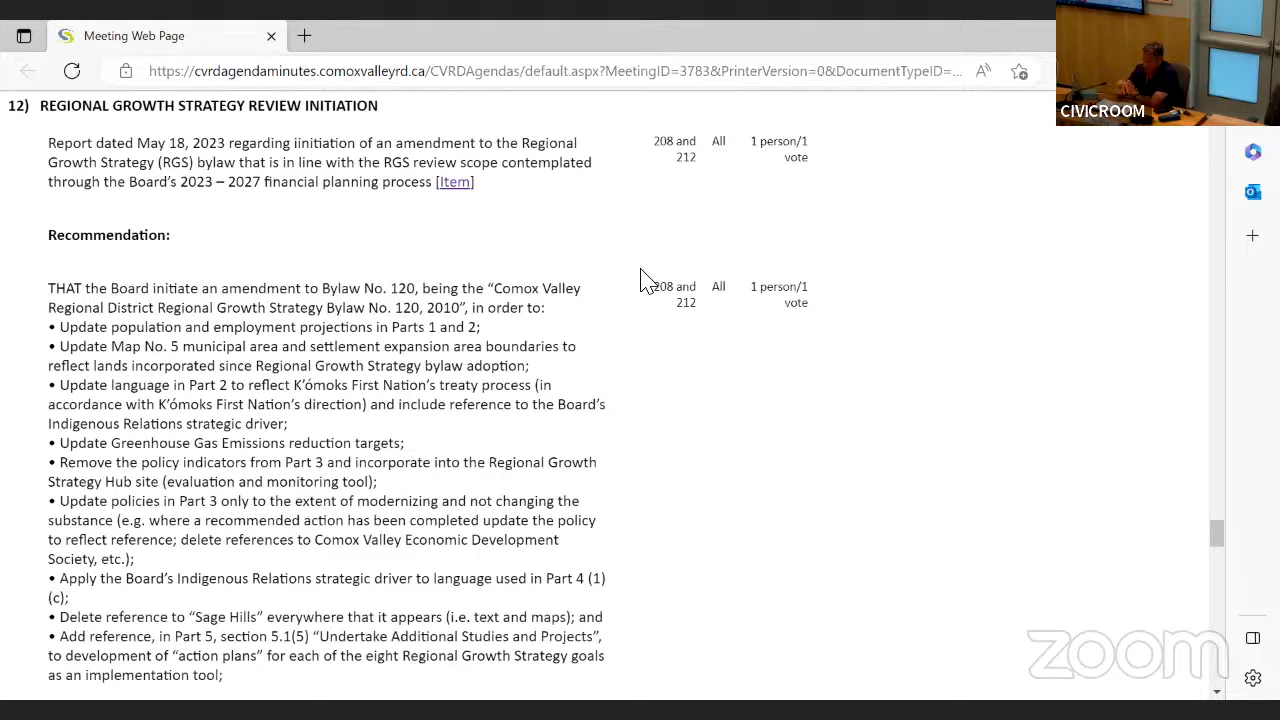 Meeting Web Page
https://cvrdagendaminutes.comoxvalleyrd.ca/CVRDAgendas/default.aspx?MeetingID=3783&PrinterVersion=0&DocumentTypeID=...
CIVICROOM
12) REGIONAL GROWTH STRATEGY REVIEW INITIATION
Report dated May 18, 2023 regarding iinitiation of an amendment to the Regional
Growth Strategy (RGS) bylaw that is in line with the RGS review scope contemplated
through the Board's 2023 – 2027 financial planning process [Item]
208 and All 1 person/1
212 vote
Recommendation:
THAT the Board initiate an amendment to Bylaw No. 120, being the “Comox Valley
Regional District Regional Growth Strategy Bylaw No. 120, 2010”, in order to:
• Update population and employment projections in Parts 1 and 2;
• Update Map No. 5 municipal area and settlement expansion area boundaries to
reflect lands incorporated since Regional Growth Strategy bylaw adoption;
• Update language in Part 2 to reflect K’ómoks First Nation’s treaty process (in
accordance with K’ómoks First Nation’s direction) and include reference to the Board’s
Indigenous Relations strategic driver;
• Update Greenhouse Gas Emissions reduction targets;
• Remove the policy indicators from Part 3 and incorporate into the Regional Growth
Strategy Hub site (evaluation and monitoring tool);
• Update policies in Part 3 only to the extent of modernizing and not changing the
substance (e.g. where a recommended action has been completed update the policy
to reflect reference; delete references to Comox Valley Economic Development
Society, etc.);
• Apply the Board’s Indigenous Relations strategic driver to language used in Part 4 (1)
(c);
• Delete reference to “Sage Hills” everywhere that it appears (i.e. text and maps); and
• Add reference, in Part 5, section 5.1(5) “Undertake Additional Studies and Projects”,
to development of “action plans” for each of the eight Regional Growth Strategy goals
as an implementation tool;
208 and All 1 person/1
212 vote
zoom